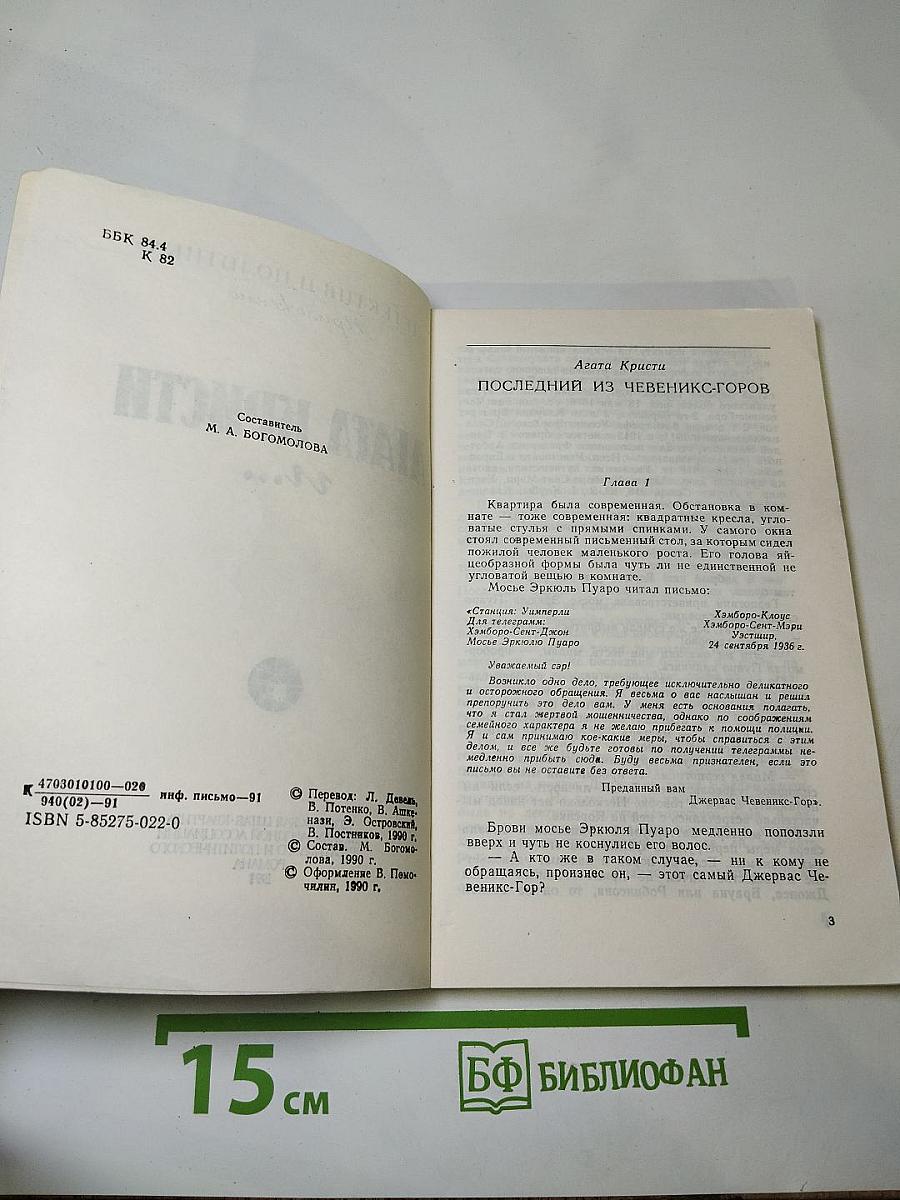 ББК 84.4
К 82
Составитель
М. А. БОГОМОЛОВА
К 4703010100—020
940(02)—91
инф. письмо—91
ISBN 5-85275-022-0
© Перевод: Л. Девель,
В. Потенко, В. Ашке-
нази, Э. Островский,
В. Постников, 1990 г.
© Состав. М. Богомо-
лова, 1990 г.
© Оформление В. Пемо-
чилин, 1990 г.
Агата Кристи
ПОСЛЕДНИЙ ИЗ ЧЕВЕНИКС-ГОРОВ
Глава 1
Квартира была современная. Обстановка в ком-
нате — тоже современная: квадратные кресла, угло-
ватые стулья с прямыми спинками. У самого окна
стоял современный письменный стол, за которым сидел
пожилой человек маленького роста. Его голова яй-
цеобразной формы была чуть ли не единственной не
угловатой вещью в комнате.
Мосье Эркюль Пуаро читал письмо:
«Станция: Уимперли
Для телеграмм:
Хэмборо-Сент-Джон
Мосье Эркюлю Пуаро
Хэмборо-Клоус
Хэмборо-Сент-Мэри
Уэстшир,
24 сентября 1936 г.
Уважаемый сэр!
Возникло одно дело, требующее исключительно деликатного
и осторожного обращения. Я весьма о вас наслышан и решил
препоручить это дело вам. У меня есть основания полагать,
что я стал жертвой мошенничества, однако по соображениям
семейного характера я не желаю прибегать к помощи полиции.
Я и сам принимаю кое-какие меры, чтобы справиться с этим
делом, и все же будьте готовы по получении телеграммы не-
медленно прибыть сюда. Буду весьма признателен, если это
письмо вы не оставите без ответа.
Преданный вам
Джервас Чевеникс-Гор».
Брови мосье Эркюля Пуаро медленно поползли
вверх и чуть не коснулись его волос.
— А кто же в таком случае, — ни к кому не
обращаясь, произнес он, — этот самый Джервас Че-
веникс-Гор?
3
15 см
БФ БИБЛИОФАН